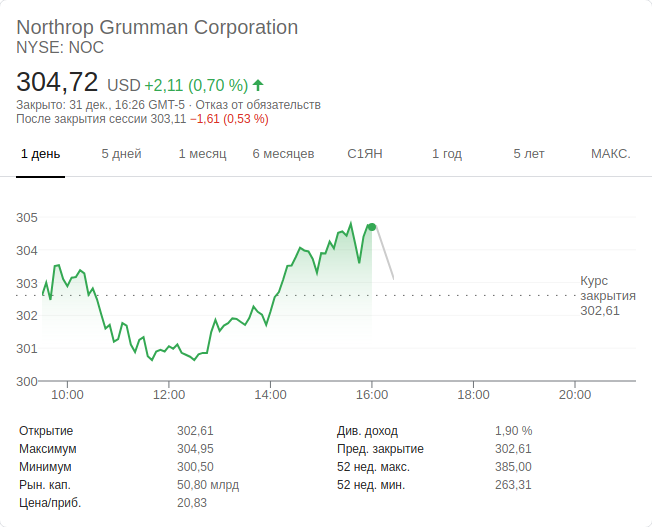 Northrop Grumman Corporation
NYSE: NOC
304,72 USD +2,11 (0,70 %)
Закрыто: 31 дек., 16:26 GMT-5 · Отказ от обязательств
После закрытия сессии 303,11 −1,61 (0,53 %)
1 день 5 дней 1 месяц 6 месяцев С1ЯН 1 год 5 лет МАКС.
305
304
303
302
301
300
Курс
закрытия
302,61
10:00 12:00 14:00 16:00 18:00 20:00
Открытие 302,61 Див. доход 1,90 %
Максимум 304,95 Пред. закрытие 302,61
Минимум 300,50 52 нед. макс. 385,00
Рын. кап. 50,80 млрд 52 нед. мин. 263,31
Цена/приб. 20,83